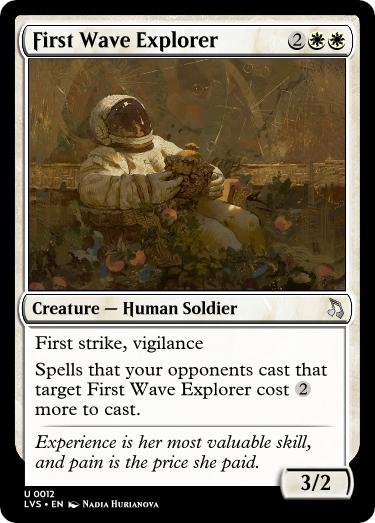 First Wave Explorer 2
Creature — Human Soldier
First strike, vigilance
Spells that your opponents cast that
target First Wave Explorer cost 2
more to cast.
Experience is her most valuable skill,
and pain is the price she paid.
3/2
U 0012
LVS • EN Nadia Hurianova